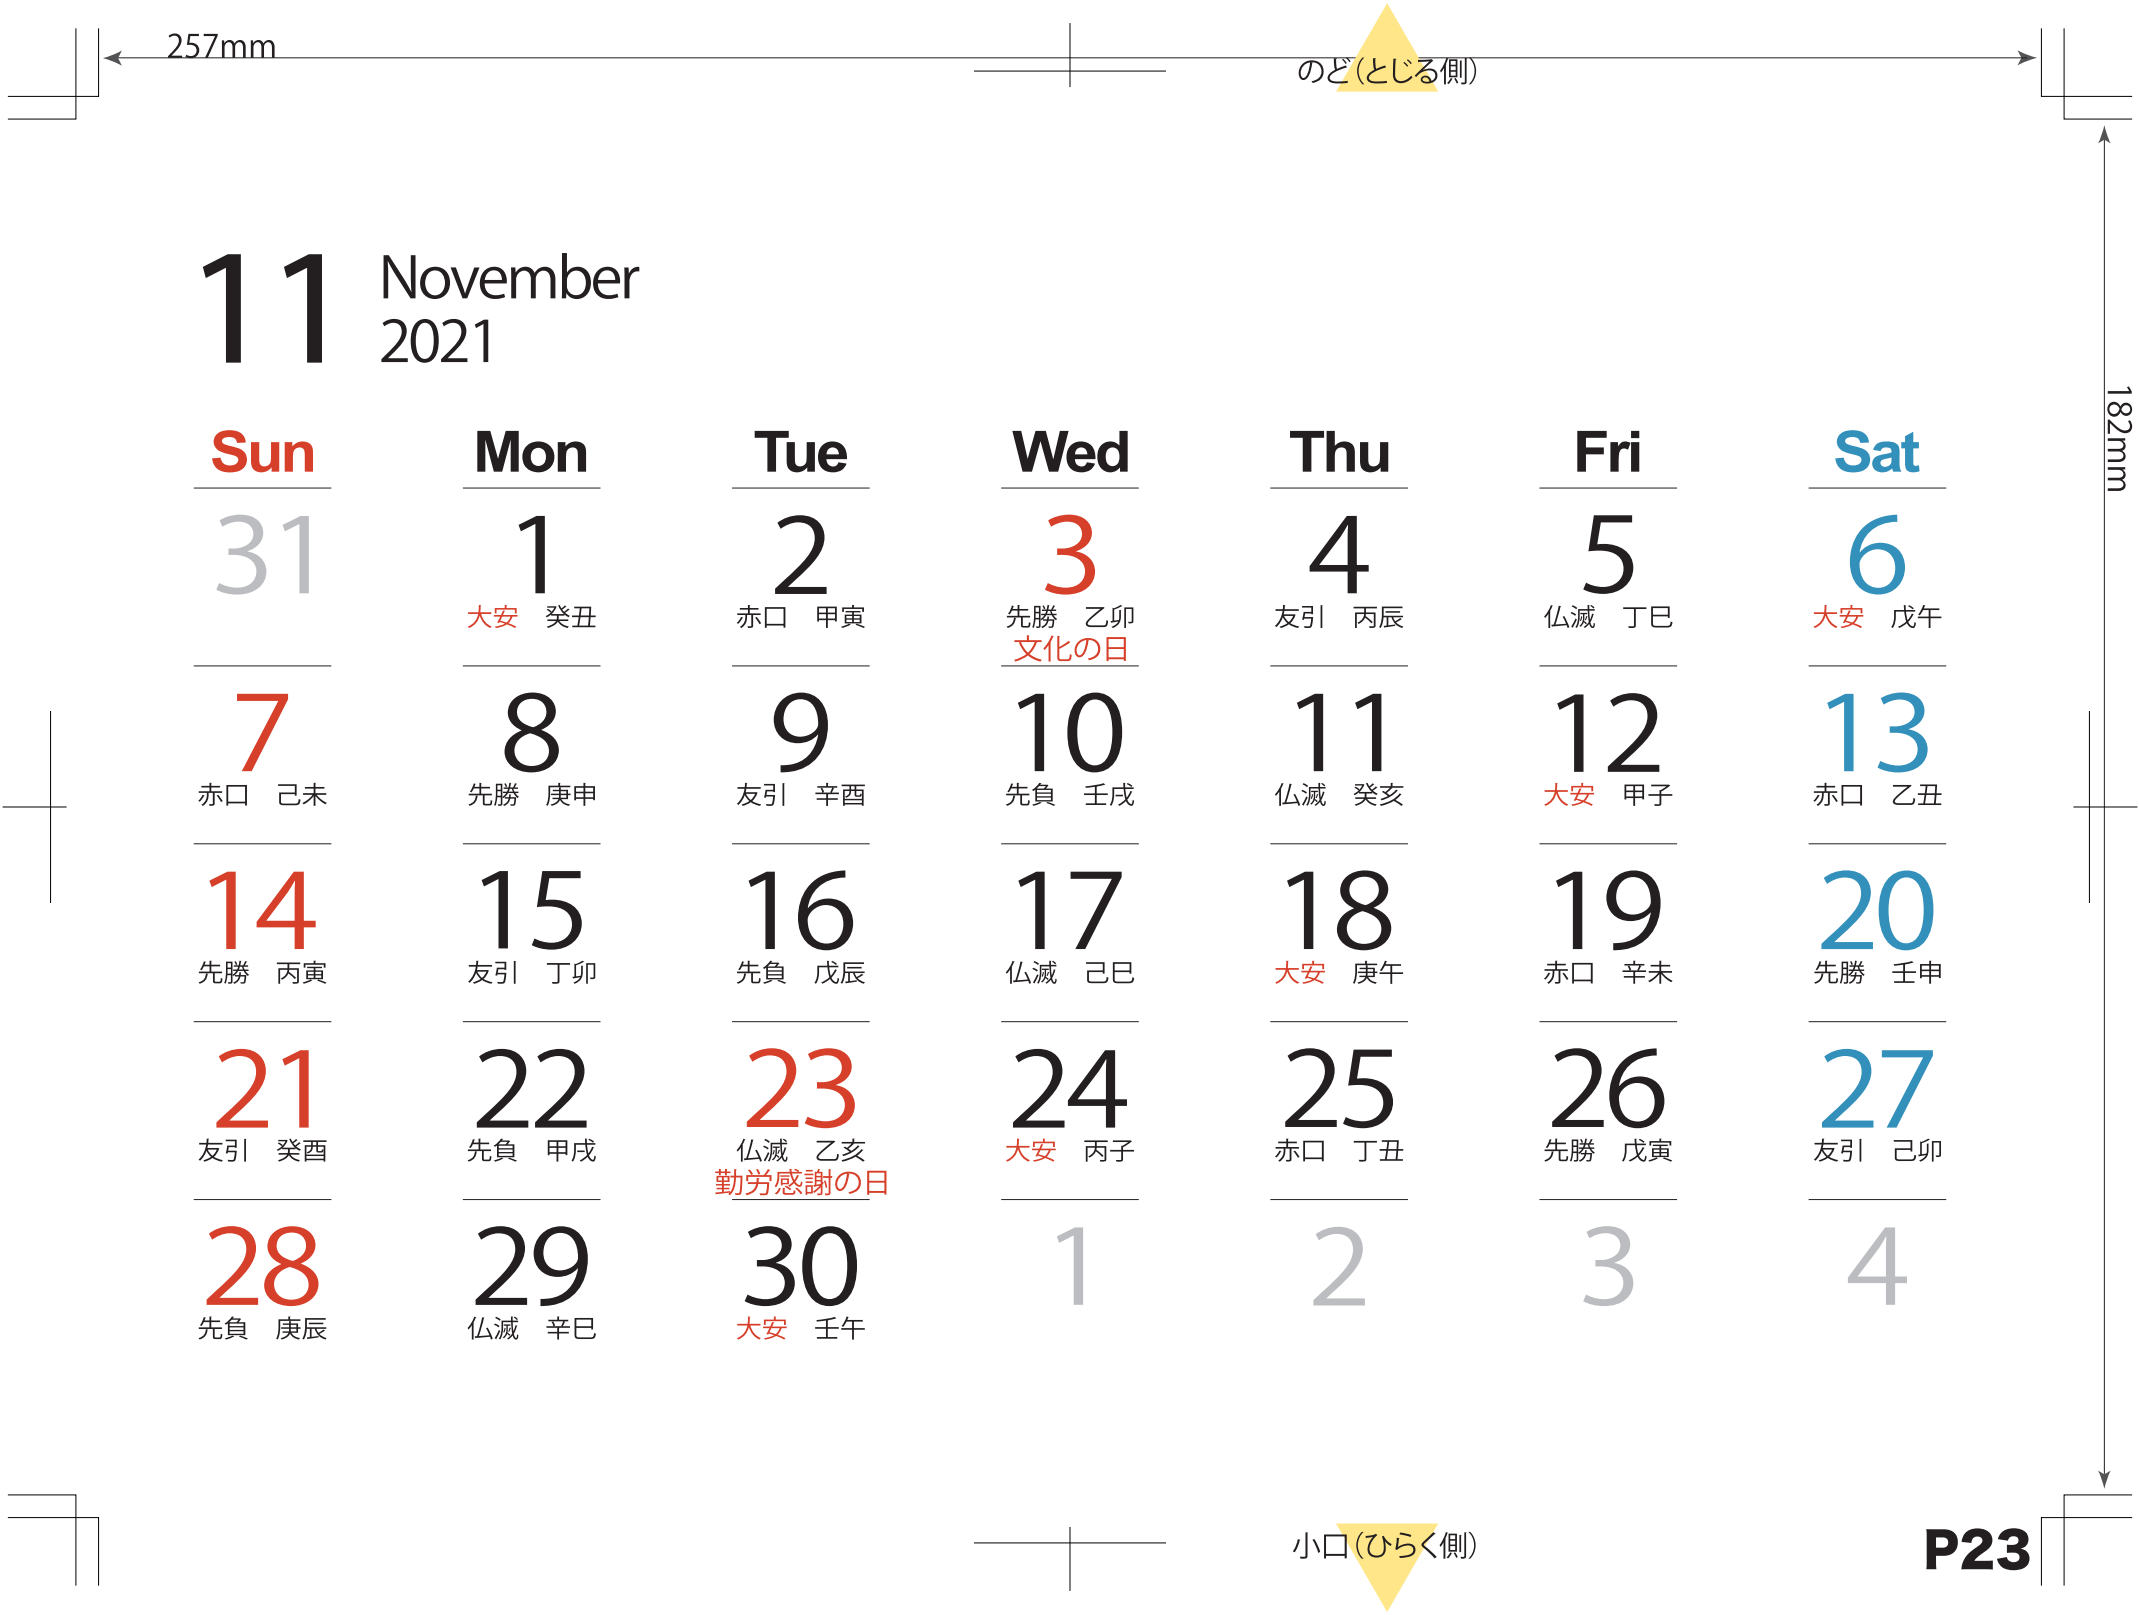 257mm
のど（とじる側）
182mm
11 November
2021
Sun Mon Tue Wed Thu Fri Sat
31 1 2 3 4 5 6
大安 癸丑 赤口 甲寅 先勝 乙卯 友引 丙辰 仏滅 丁巳 大安 戊午
文化の日
7 8 9 10 11 12 13
赤口 己未 先勝 庚申 友引 辛酉 先負 壬戌 仏滅 癸亥 大安 甲子 赤口 乙丑
14 15 16 17 18 19 20
先勝 丙寅 友引 丁卯 先負 戊辰 仏滅 己巳 大安 庚午 赤口 辛未 先勝 壬申
21 22 23 24 25 26 27
友引 癸酉 先負 甲戌 仏滅 乙亥 大安 丙子 赤口 丁丑 先勝 戊寅 友引 己卯
勤労感謝の日
28 29 30 1 2 3 4
先負 庚辰 仏滅 辛巳 大安 壬午
小口（ひらく側）
P23